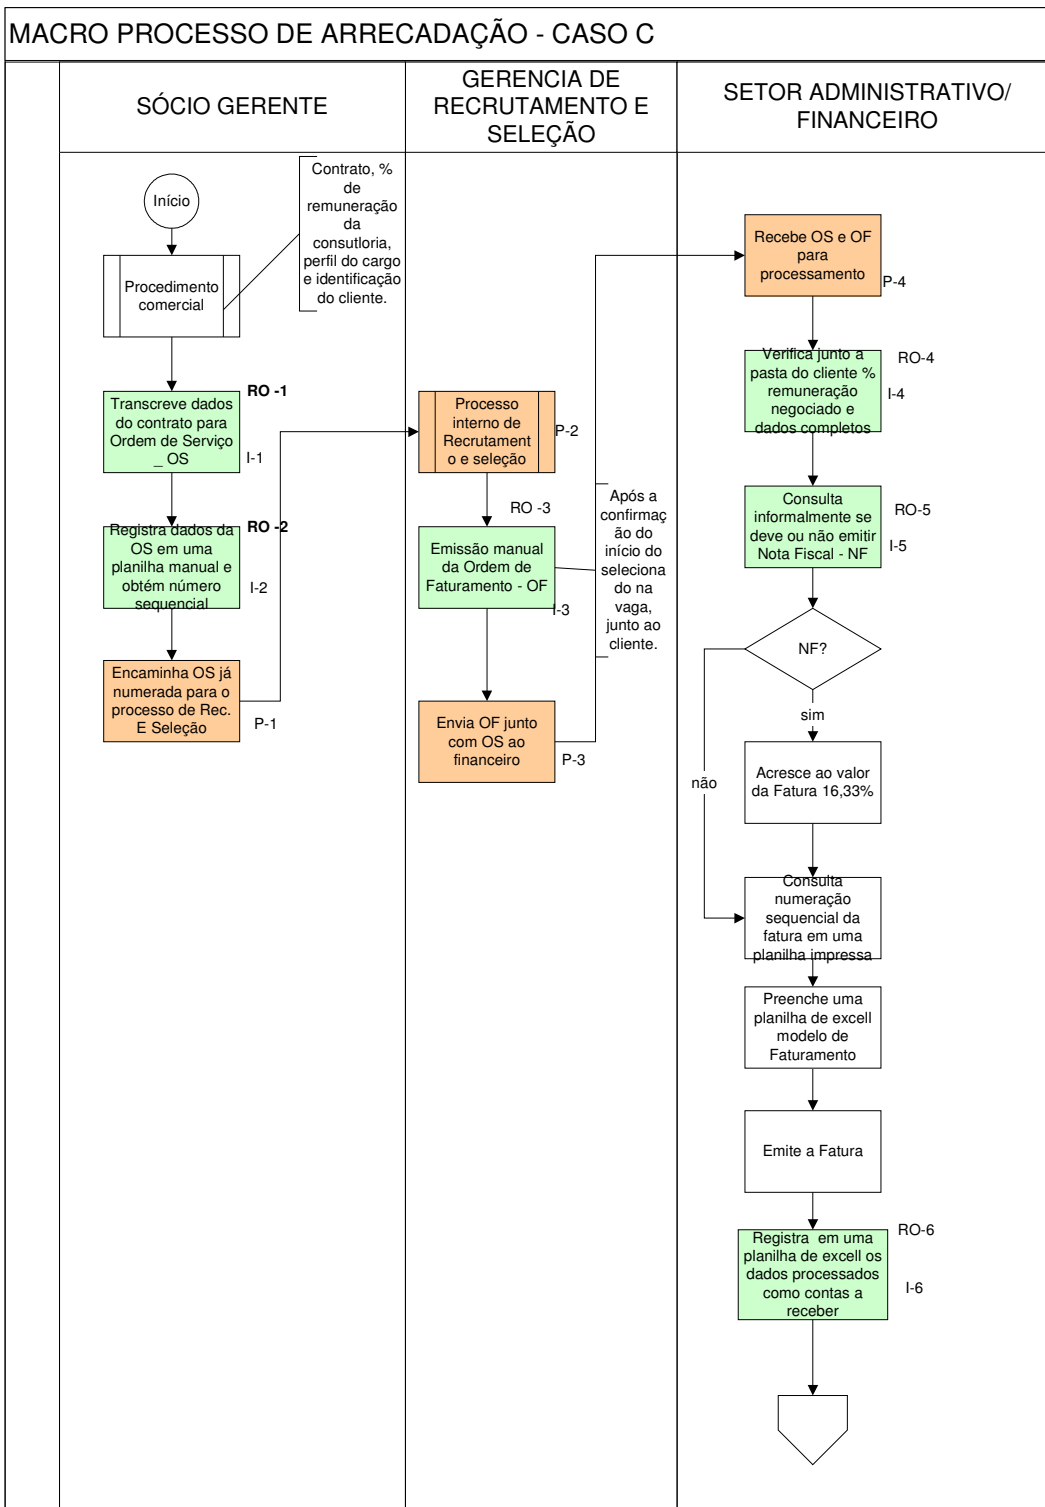 MACRO PROCESSO DE ARRECADAÇÃO - CASO C
SÓCIO GERENTE
GERENCIA DE
RECRUTAMENTO E
SELEÇÃO
SETOR ADMINISTRATIVO/
FINANCEIRO
Início
Contrato, %
de
remuneração
da
consutloria,
perfil do cargo
e identificação
do cliente.
Procedimento
comercial
RO -1
Transcreve dados
do contrato para
Ordem de Serviço
_ OS
I-1
RO -2
Registra dados da
OS em uma
planilha manual e
obtém número
sequencial
I-2
Encaminha OS já
numerada para o
processo de Rec.
E Seleção
P-1
Processo
interno de
Recrutament
o e seleção
P-2
RO -3
Emissão manual
da Ordem de
Faturamento - OF
I-3
Após a
confirmaç
ão do
início do
seleciona
do na
vaga,
junto ao
cliente.
Envia OF junto
com OS ao
financeiro
P-3
Recebe OS e OF
para
processamento
P-4
RO-4
Verifica junto a
pasta do cliente %
remuneração
negociado e
dados completos
I-4
RO-5
Consulta
informalmente se
deve ou não emitir
Nota Fiscal - NF
I-5
NF?
sim
não
Acresce ao valor
da Fatura 16,33%
Consulta
numeração
sequencial da
fatura em uma
planilha impressa
Preenche uma
planilha de excell
modelo de
Faturamento
Emite a Fatura
RO-6
Registra em uma
planilha de excell os
dados processados
como contas a
receber
I-6